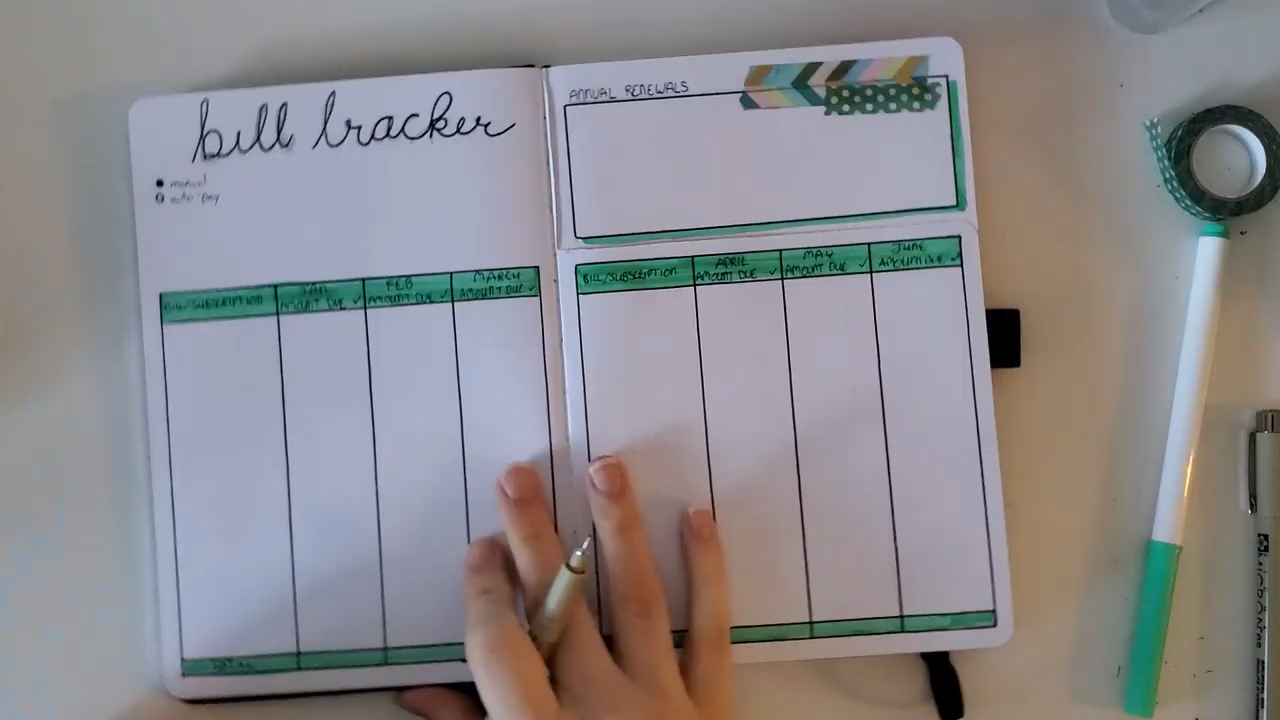 bill tracker
manual
auto-pay
BILL/SUBSCRIPTION
JAN
AMOUNT DUE ✓
FEB
AMOUNT DUE ✓
MARCH
AMOUNT DUE ✓
TOTAL
ANNUAL RENEWALS
BILL/SUBSCRIPTION
APRIL
AMOUNT DUE ✓
MAY
AMOUNT DUE ✓
JUNE
AMOUNT DUE ✓